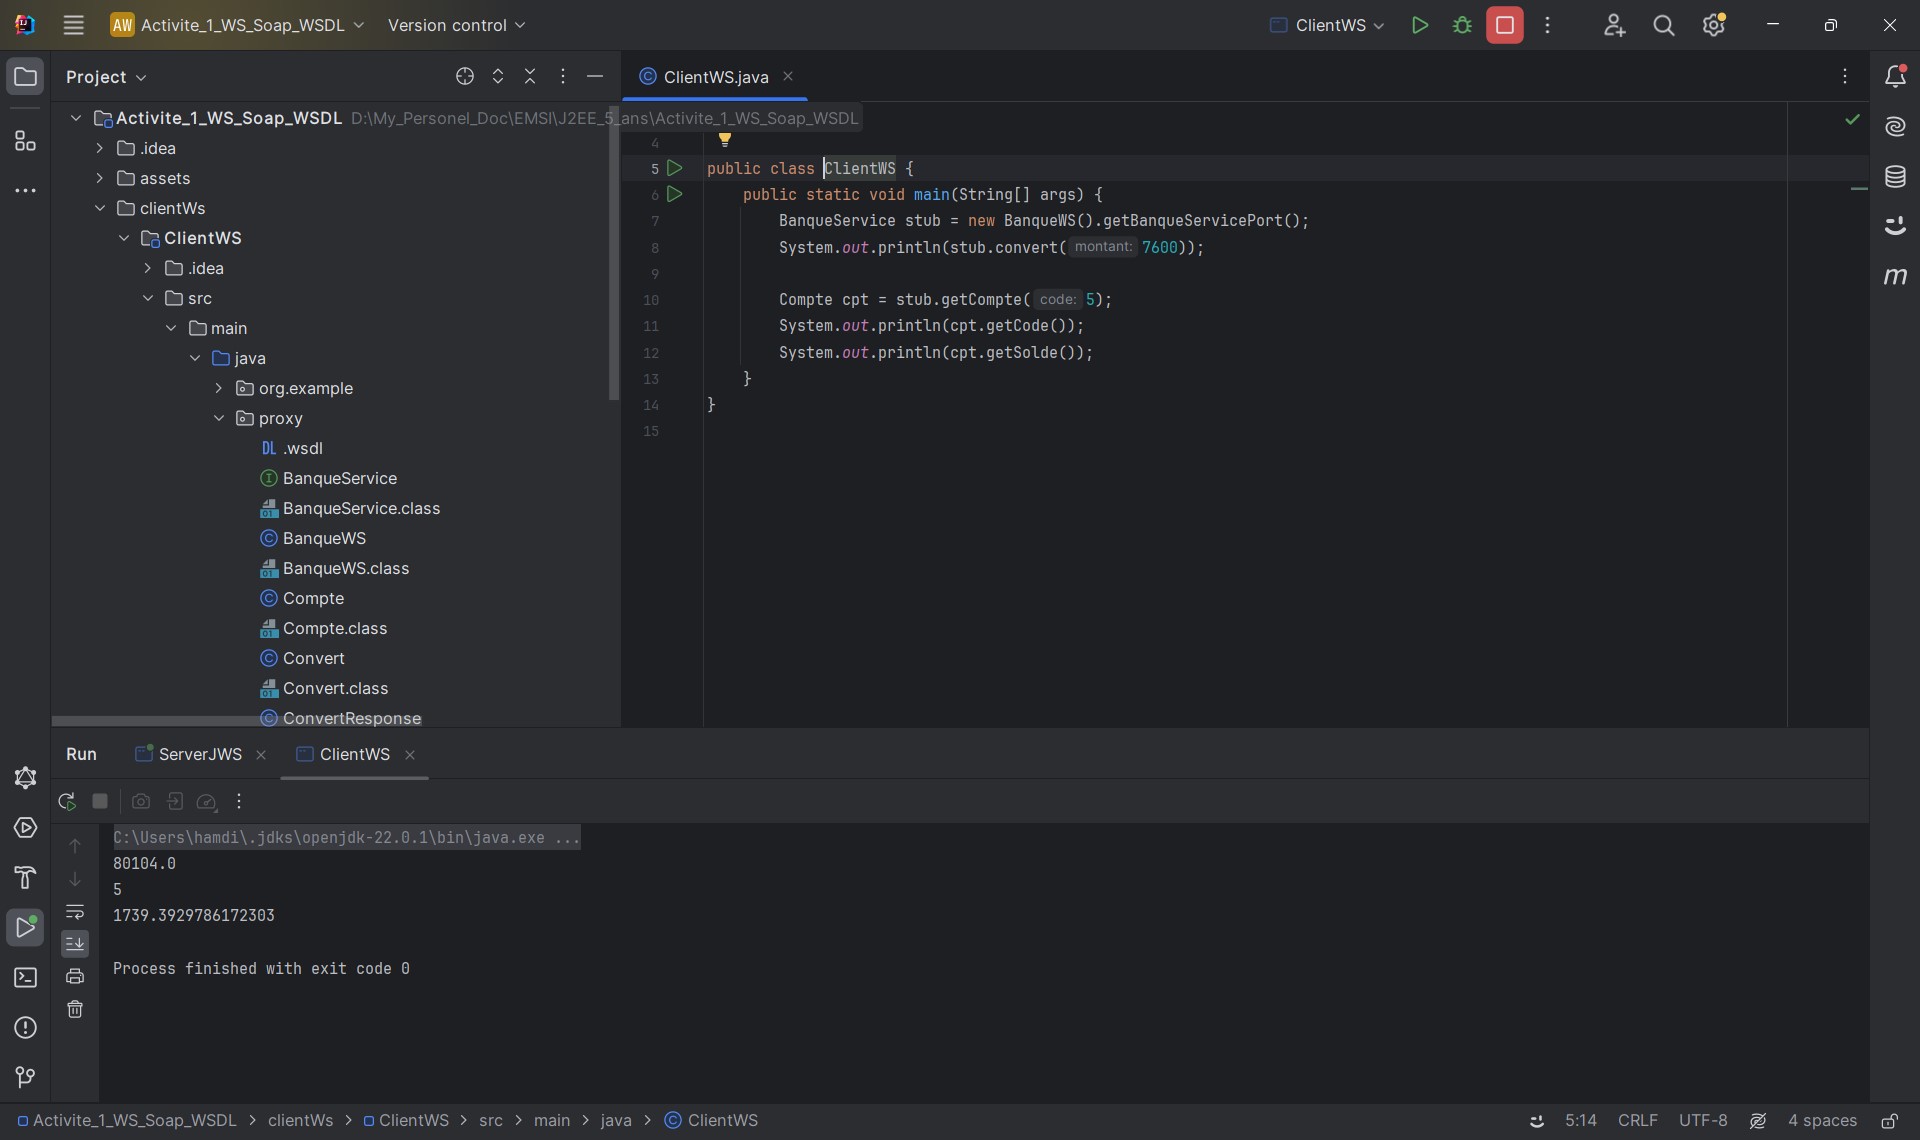 AW Activite_1_WS_Soap_WSDL Version control ClientWS
Project
ClientWS.java
Activite_1_WS_Soap_WSDL D:\My_Personel_Doc\EMSI\J2EE_5_ans\Activite_1_WS_Soap_WSDL
.idea
assets
clientWs
ClientWS
.idea
src
main
java
org.example
proxy
DL .wsdl
BanqueService
BanqueService.class
BanqueWS
BanqueWS.class
Compte
Compte.class
Convert
Convert.class
ConvertResponse
4
5 public class ClientWS {
6 public static void main(String[] args) {
7 BanqueService stub = new BanqueWS().getBanqueServicePort();
8 System.out.println(stub.convert( montant: 7600));
9
10 Compte cpt = stub.getCompte( code: 5);
11 System.out.println(cpt.getCode());
12 System.out.println(cpt.getSolde());
13 }
14 }
15
Run ServerJWS ClientWS
C:\Users\hamdi\.jdks\openjdk-22.0.1\bin\java.exe ...
80104.0
5
1739.3929786172303
Process finished with exit code 0
Activite_1_WS_Soap_WSDL > clientWs > ClientWS > src > main > java > ClientWS 5:14 CRLF UTF-8 4 spaces